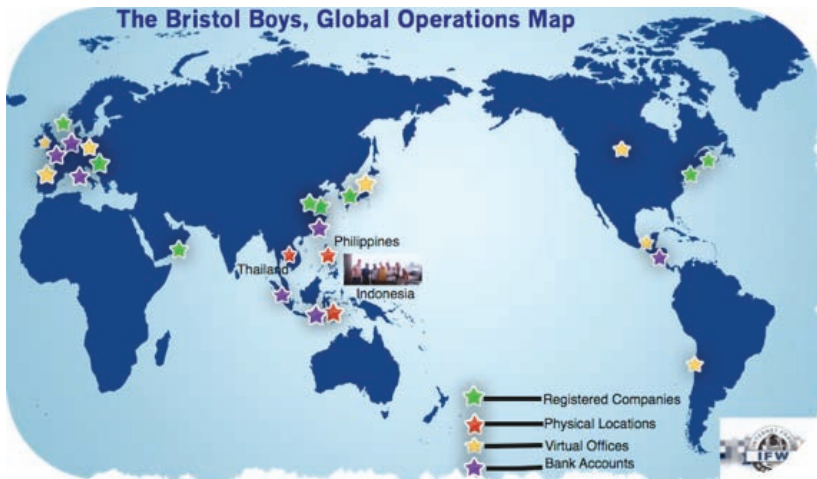 The Bristol Boys, Global Operations Map
Philippines
Thailand
Indonesia
Registered Companies
Physical Locations
Virtual Offices
Bank Accounts
IFW